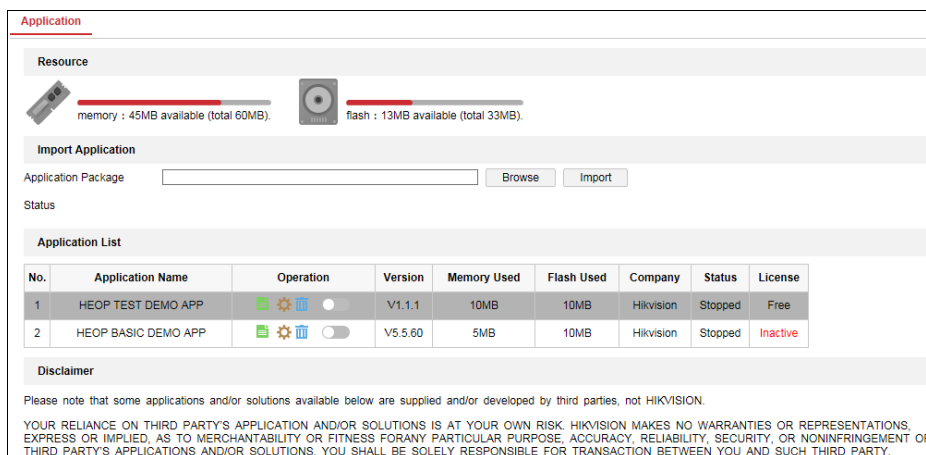 Application
Resource
memory : 45MB available (total 60MB).
flash : 13MB available (total 33MB).
Import Application
Application Package Browse Import
Status
Application List
No. Application Name Operation Version Memory Used Flash Used Company Status License
1 HEOP TEST DEMO APP V1.1.1 10MB 10MB Hikvision Stopped Free
2 HEOP BASIC DEMO APP V5.5.60 5MB 10MB Hikvision Stopped Inactive
Disclaimer
Please note that some applications and/or solutions available below are supplied and/or developed by third parties, not HIKVISION.
YOUR RELIANCE ON THIRD PARTY'S APPLICATION AND/OR SOLUTIONS IS AT YOUR OWN RISK. HIKVISION MAKES NO WARRANTIES OR REPRESENTATIONS,
EXPRESS OR IMPLIED, AS TO MERCHANTABILITY OR FITNESS FORANY PARTICULAR PURPOSE, ACCURACY, RELIABILITY, SECURITY, OR NONINFRINGEMENT OF
THIRD PARTY'S APPLICATIONS AND/OR SOLUTIONS. YOU SHALL BE SOLELY RESPONSIBLE FOR TRANSACTION BETWEEN YOU AND SUCH THIRD PARTY.